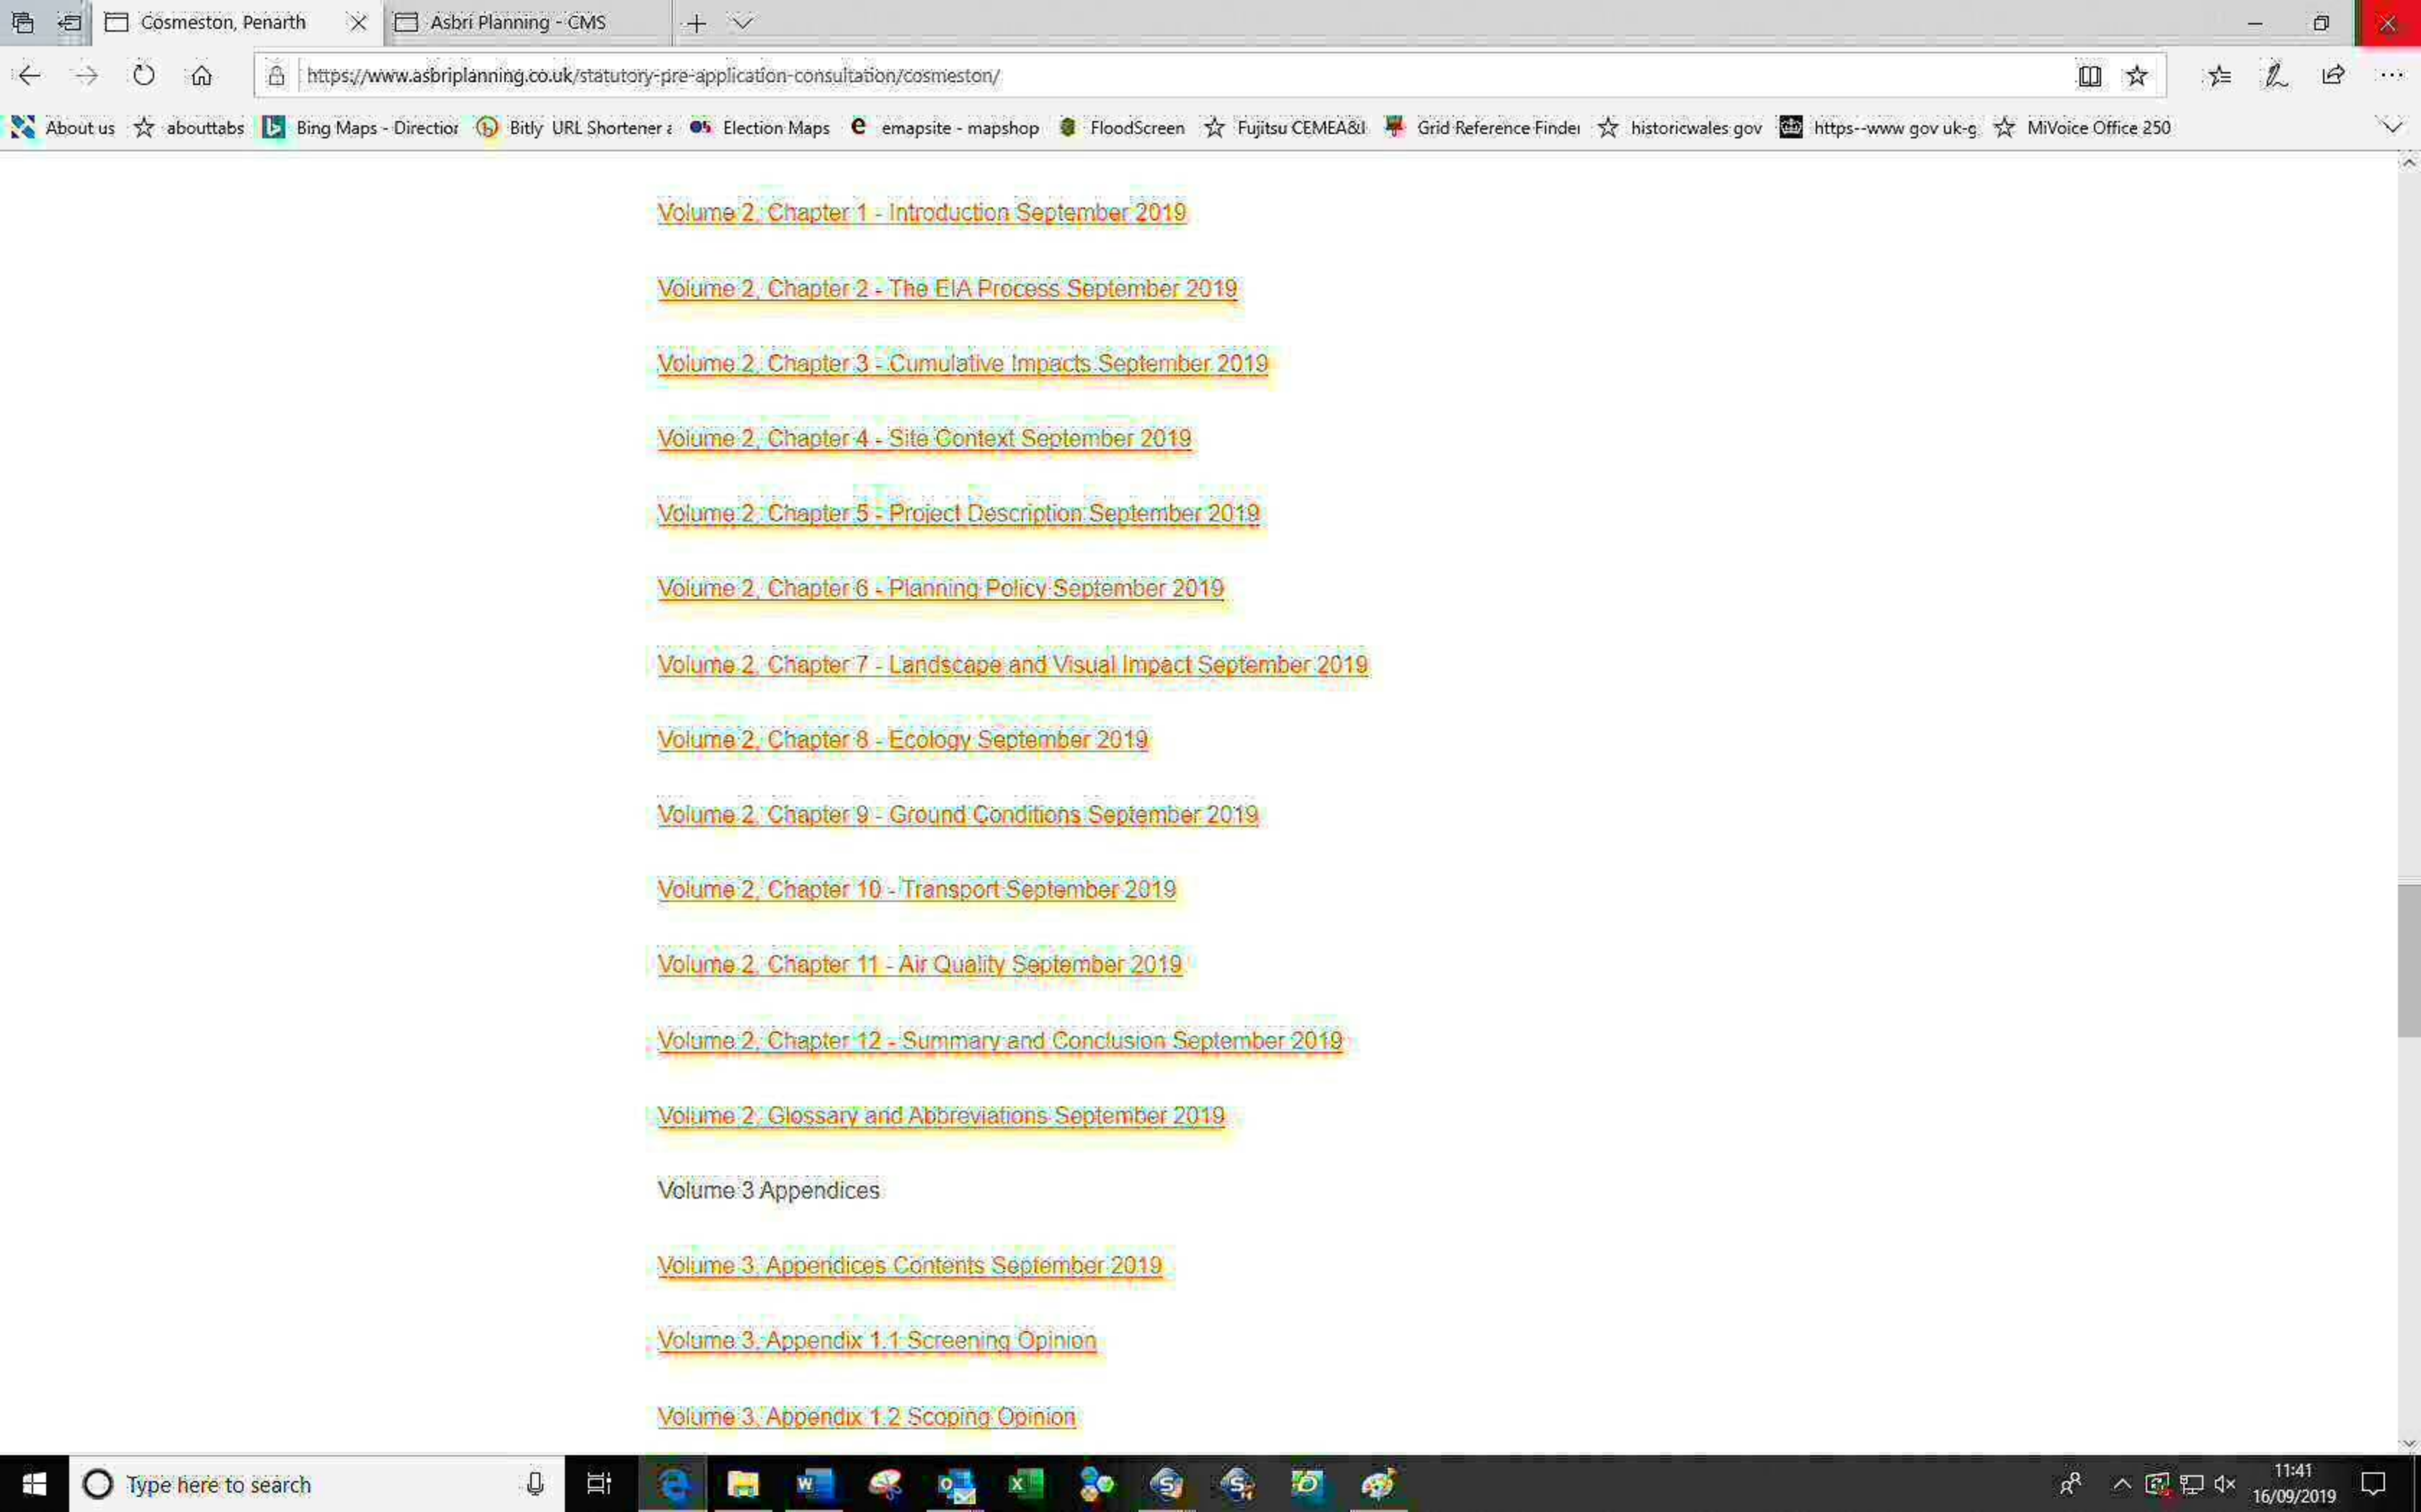 Cosmeston, Penarth
Asbri Planning - CMS
https://www.asbriplanning.co.uk/statutory-pre-application-consultation/cosmeston/
About us abouttabs Bing Maps - Direction Bitly URL Shortener a Election Maps emapsite - mapshop FloodScreen Fujitsu CEMEA&I Grid Reference Finder historicwales gov https--www gov uk-g MiVoice Office 250
Volume 2, Chapter 1 - Introduction September 2019
Volume 2, Chapter 2 - The EIA Process September 2019
Volume 2, Chapter 3 - Cumulative Impacts September 2019
Volume 2, Chapter 4 - Site Context September 2019
Volume 2, Chapter 5 - Project Description September 2019
Volume 2, Chapter 6 - Planning Policy September 2019
Volume 2, Chapter 7 - Landscape and Visual Impact September 2019
Volume 2, Chapter 8 - Ecology September 2019
Volume 2, Chapter 9 - Ground Conditions September 2019
Volume 2, Chapter 10 - Transport September 2019
Volume 2, Chapter 11 - Air Quality September 2019
Volume 2, Chapter 12 - Summary and Conclusion September 2019
Volume 2, Glossary and Abbreviations September 2019
Volume 3 Appendices
Volume 3, Appendices Contents September 2019
Volume 3, Appendix 1.1 Screening Opinion
Volume 3, Appendix 1.2 Scoping Opinion
Type here to search
11:41
16/09/2019